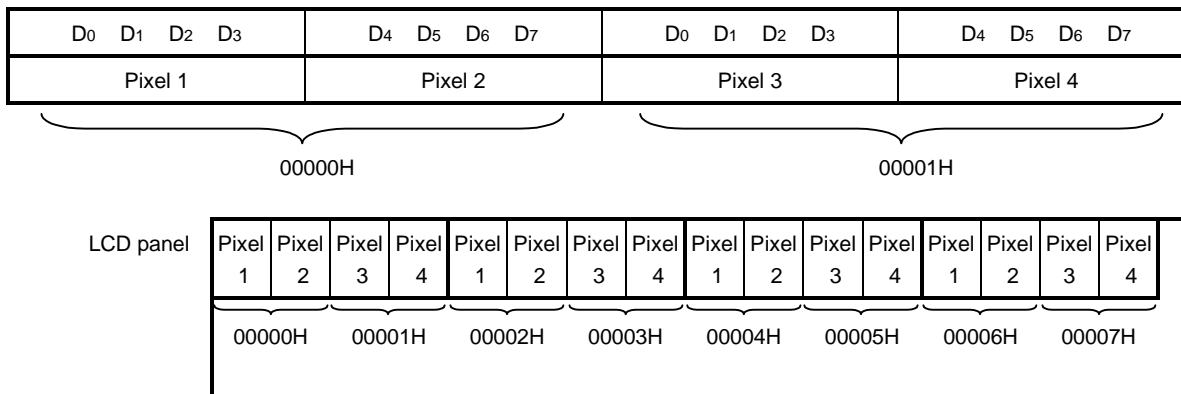 D0 D1 D2 D3 D4 D5 D6 D7 D0 D1 D2 D3 D4 D5 D6 D7
Pixel 1 Pixel 2 Pixel 3 Pixel 4
00000H 00001H
LCD panel Pixel Pixel Pixel Pixel Pixel Pixel Pixel Pixel Pixel Pixel Pixel Pixel Pixel Pixel Pixel Pixel
1 2 3 4 1 2 3 4 1 2 3 4 1 2 3 4
00000H 00001H 00002H 00003H 00004H 00005H 00006H 00007H